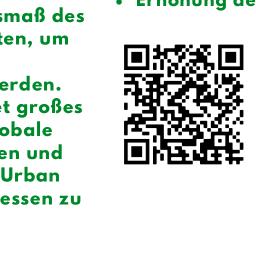 smaß des
ten, um
erden.
et großes
obale
en und
Urban
essen zu
• Erhöhung de